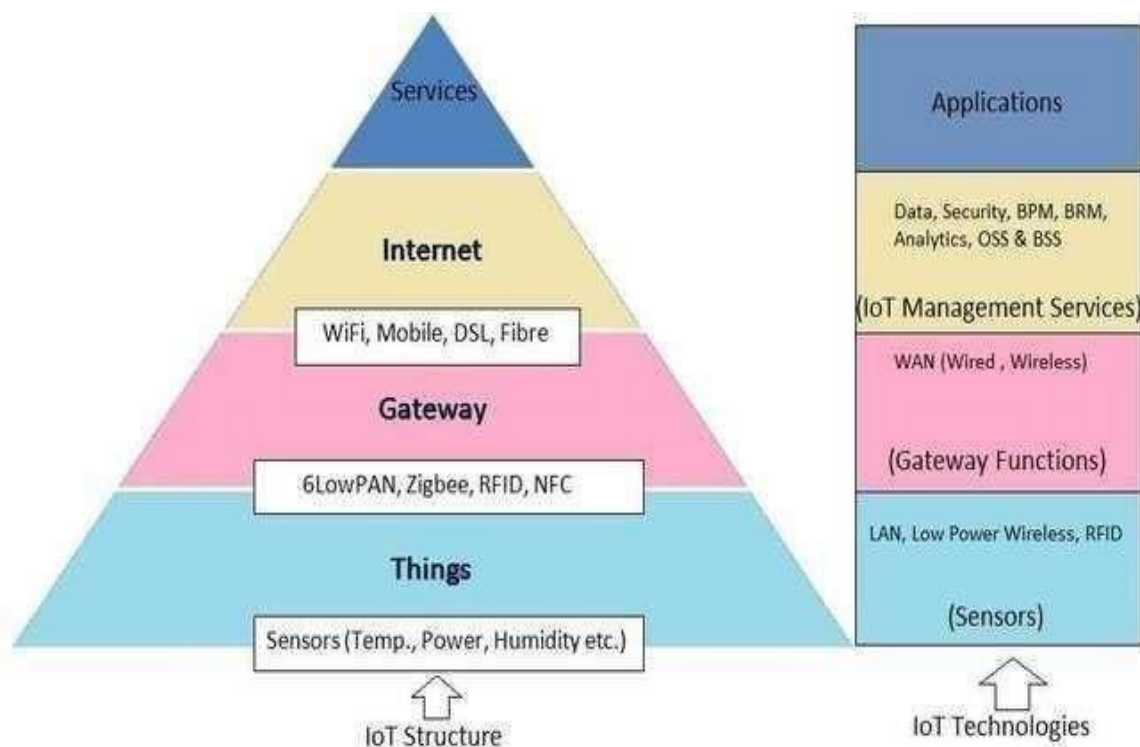 Services
Internet
WiFi, Mobile, DSL, Fibre
Gateway
6LowPAN, Zigbee, RFID, NFC
Things
Sensors (Temp., Power, Humidity etc.)
IoT Structure
Applications
Data, Security, BPM, BRM,
Analytics, OSS & BSS
(IoT Management Services)
WAN (Wired , Wireless)
(Gateway Functions)
LAN, Low Power Wireless, RFID
(Sensors)
IoT Technologies